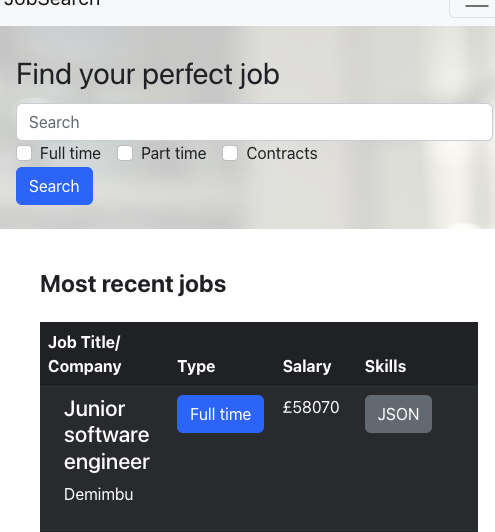 JobSearch
Find your perfect job
Search
Full time Part time Contracts
Search
Most recent jobs
Job Title/
Company Type Salary Skills
Junior
software
engineer Full time £58070 JSON
Demimbu